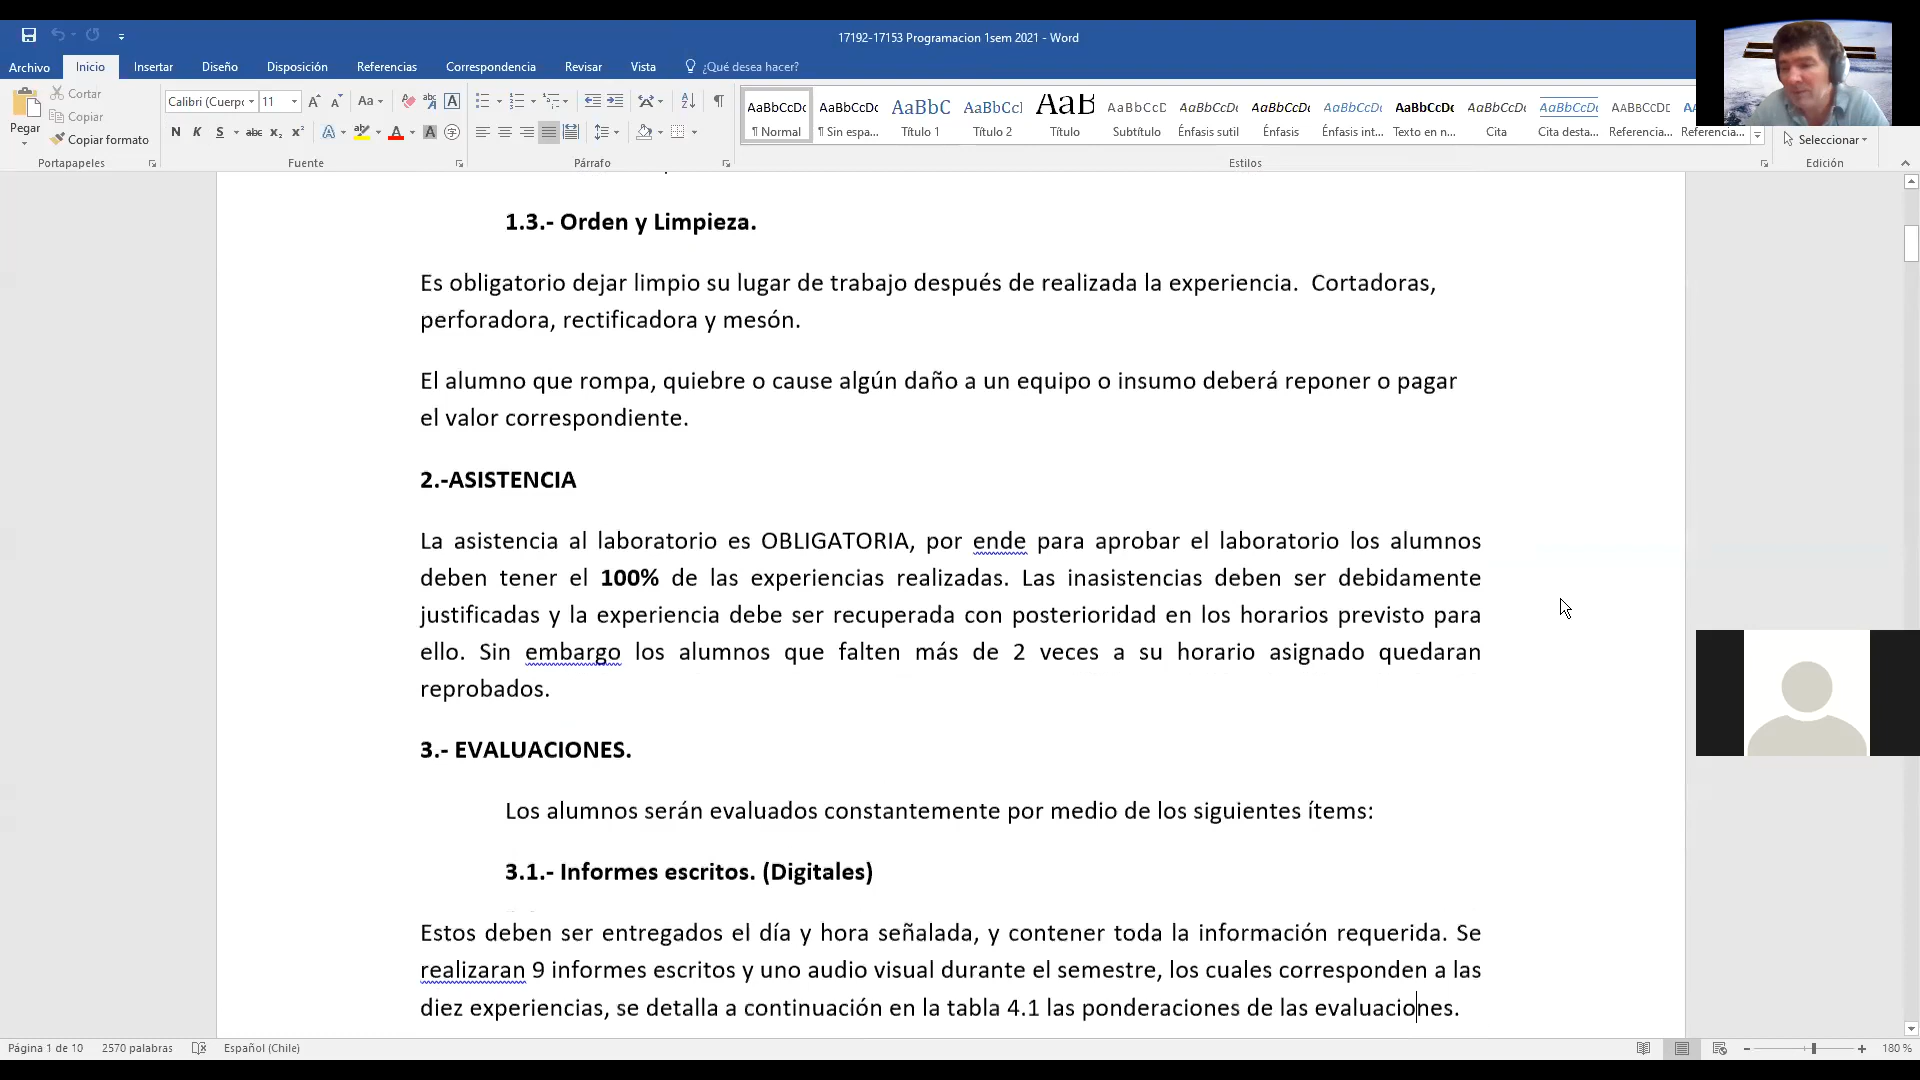 17192-17153 Programacion 1sem 2021 - Word
Archivo Inicio Insertar Diseño Disposición Referencias Correspondencia Revisar Vista ¿Qué desea hacer?
Pegar
Cortar
Copiar
Copiar formato
Portapapeles
Calibri (Cuerpo 11
N K S abc x₂ x²
Fuente
Párrafo
AaBbCcDc AaBbCcDc AaBbC AaBbCc] AaB AaBbCcD AaBbCcDc AaBbCcDc AaBbCcDc AaBbCcDc AaBbCcDc AaBbCcDc AABBCCDE
¶ Normal ¶ Sin espa... Título 1 Título 2 Título Subtítulo Énfasis sutil Énfasis Énfasis int... Texto en n... Cita Cita desta... Referencia... Referencia...
Estilos
Seleccionar
Edición
1.3.- Orden y Limpieza.
Es obligatorio dejar limpio su lugar de trabajo después de realizada la experiencia. Cortadoras,
perforadora, rectificadora y mesón.
El alumno que rompa, quiebre o cause algún daño a un equipo o insumo deberá reponer o pagar
el valor correspondiente.
2.-ASISTENCIA
La asistencia al laboratorio es OBLIGATORIA, por ende para aprobar el laboratorio los alumnos
deben tener el 100% de las experiencias realizadas. Las inasistencias deben ser debidamente
justificadas y la experiencia debe ser recuperada con posterioridad en los horarios previsto para
ello. Sin embargo los alumnos que falten más de 2 veces a su horario asignado quedaran
reprobados.
3.- EVALUACIONES.
Los alumnos serán evaluados constantemente por medio de los siguientes ítems:
3.1.- Informes escritos. (Digitales)
Estos deben ser entregados el día y hora señalada, y contener toda la información requerida. Se
realizaran 9 informes escritos y uno audio visual durante el semestre, los cuales corresponden a las
diez experiencias, se detalla a continuación en la tabla 4.1 las ponderaciones de las evaluaciones.
Página 1 de 10 2570 palabras Español (Chile) 180 %